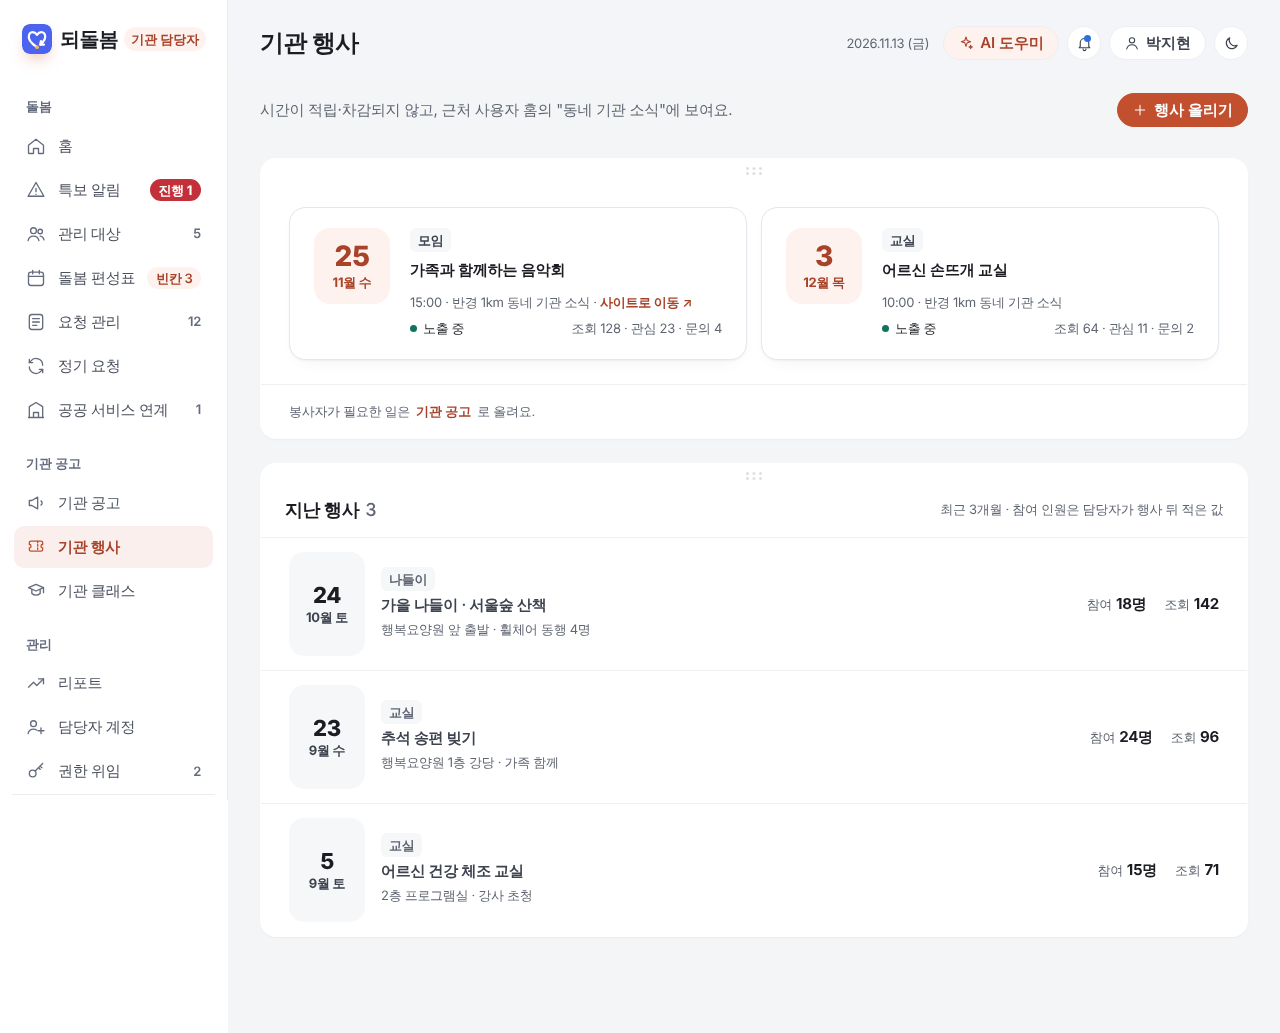 되돌봄 기관 담당자
돌봄
홈
특보 알림 진행 1
관리 대상 5
돌봄 편성표 빈칸 3
요청 관리 12
정기 요청
공공 서비스 연계 1
기관 공고
기관 공고
기관 행사
기관 클래스
관리
리포트
담당자 계정
권한 위임 2
기관 행사
2026.11.13 (금) AI 도우미 박지현
시간이 적립·차감되지 않고, 근처 사용자 홈의 "동네 기관 소식"에 보여요.
행사 올리기
25
11월 수
모임
가족과 함께하는 음악회
15:00 · 반경 1km 동네 기관 소식 · 사이트로 이동
노출 중 조회 128 · 관심 23 · 문의 4
3
12월 목
교실
어르신 손뜨개 교실
10:00 · 반경 1km 동네 기관 소식
노출 중 조회 64 · 관심 11 · 문의 2
봉사자가 필요한 일은 기관 공고 로 올려요.
지난 행사 3
최근 3개월 · 참여 인원은 담당자가 행사 뒤 적은 값
24
10월 토
나들이
가을 나들이 · 서울숲 산책
행복요양원 앞 출발 · 휠체어 동행 4명
참여 18명 조회 142
23
9월 수
교실
추석 송편 빚기
행복요양원 1층 강당 · 가족 함께
참여 24명 조회 96
5
9월 토
교실
어르신 건강 체조 교실
2층 프로그램실 · 강사 초청
참여 15명 조회 71